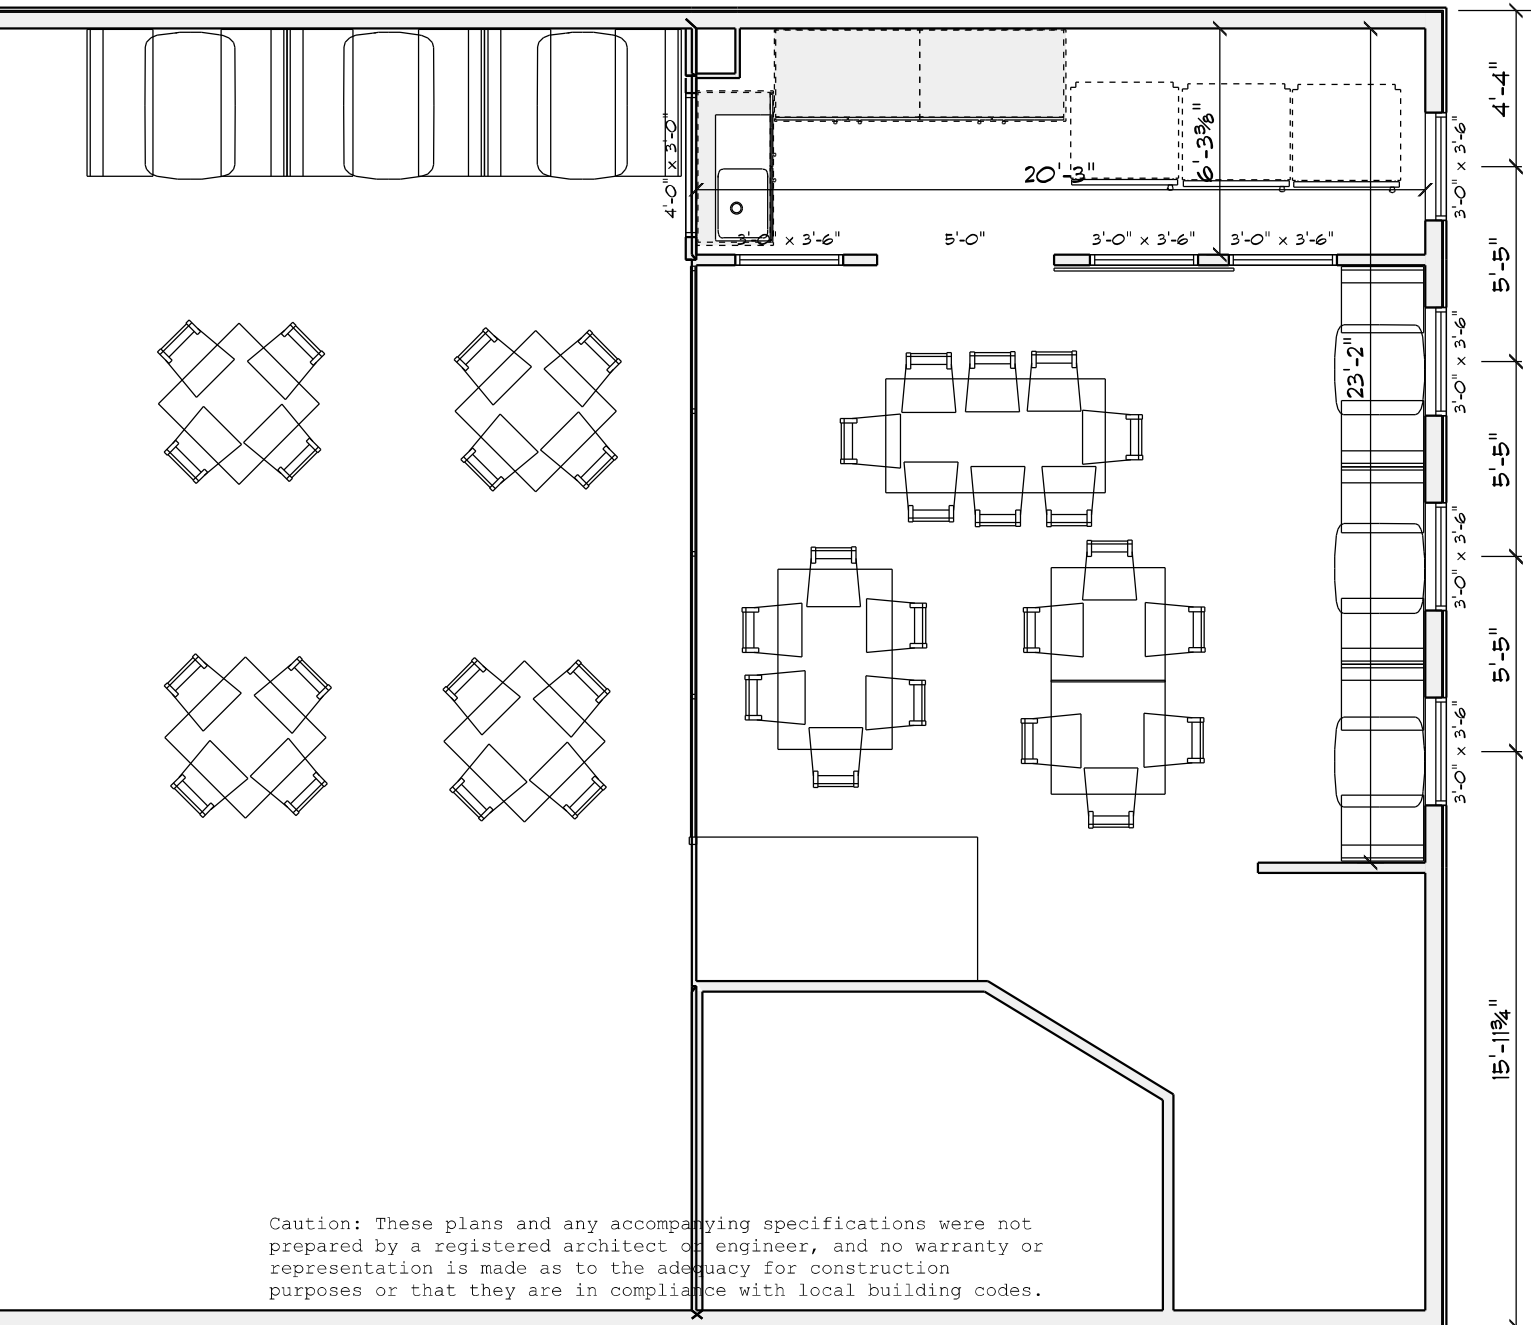 4'-4"
3'-0" x 3'-6"
4'-0" x 3'-0"
6'-3⅜"
20'-3"
3'-0" x 3'-6"
5'-0"
3'-0" x 3'-6"
3'-0" x 3'-6"
5'-5"
3'-0" x 3'-6"
23'-2"
5'-5"
3'-0" x 3'-6"
5'-5"
3'-0" x 3'-6"
15'-11¾"
Caution: These plans and any accompanying specifications were not
prepared by a registered architect or engineer, and no warranty or
representation is made as to the adequacy for construction
purposes or that they are in compliance with local building codes.